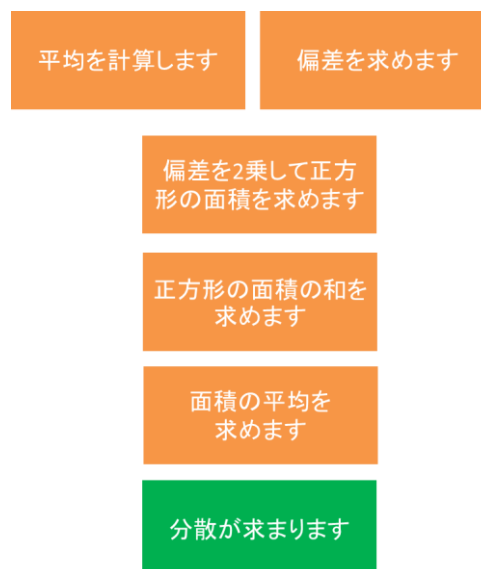 平均を計算します
偏差を求めます
偏差を2乗して正方
形の面積を求めます
正方形の面積の和を
求めます
面積の平均を
求めます
分散が求まります